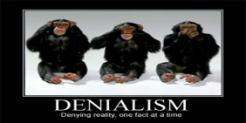 DENIALISM
Denying reality, one fact at a time